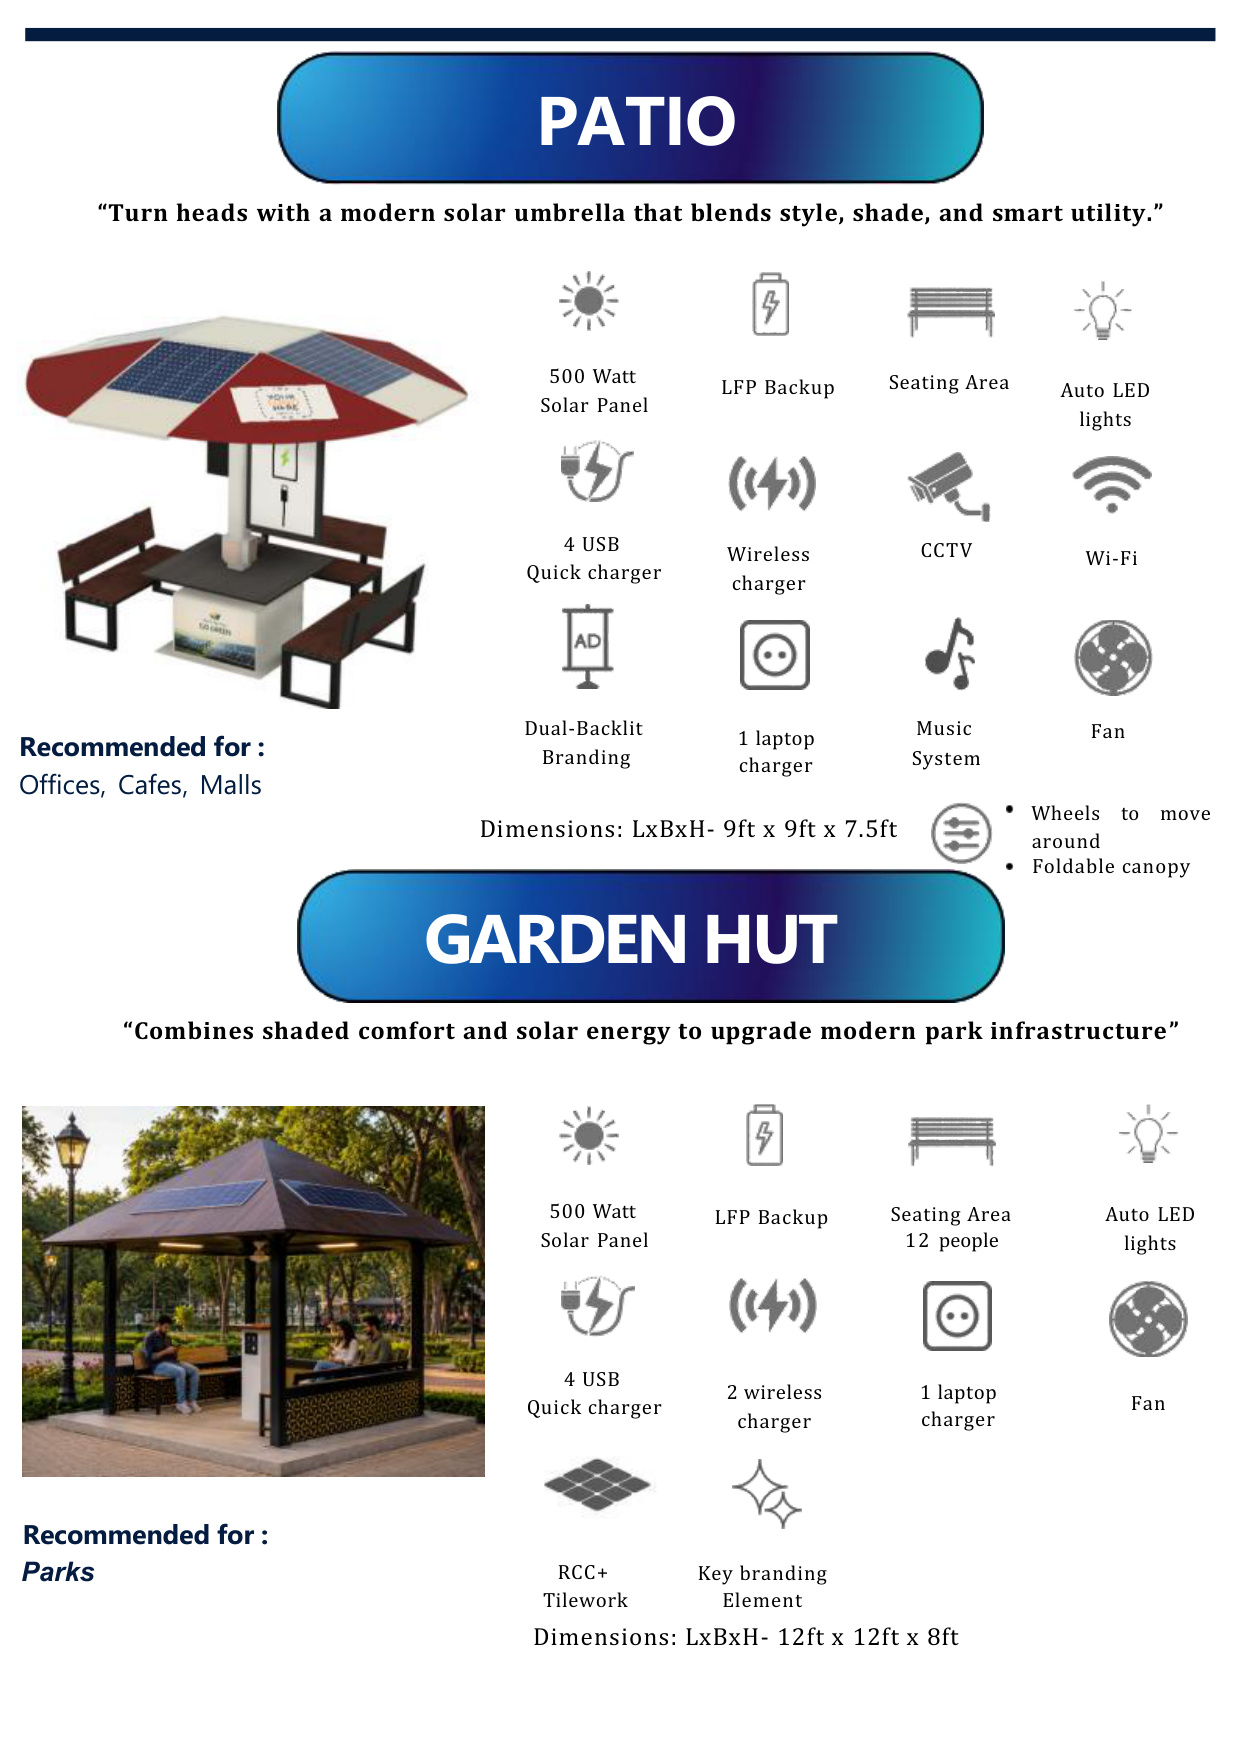 PATIO
“Turn heads with a modern solar umbrella that blends style, shade, and smart utility.”
YOUR
HERE
GO GREEN
500 Watt
Solar Panel
LFP Backup
Seating Area
Auto LED
lights
4 USB
Quick charger
Wireless
charger
CCTV
Wi-Fi
AD
Dual-Backlit
Branding
1 laptop
charger
Music
System
Fan
Recommended for :
Offices, Cafes, Malls
Dimensions: LxBxH- 9ft x 9ft x 7.5ft
• Wheels to move
around
• Foldable canopy
GARDEN HUT
“Combines shaded comfort and solar energy to upgrade modern park infrastructure”
500 Watt
Solar Panel
LFP Backup
Seating Area
12 people
Auto LED
lights
4 USB
Quick charger
2 wireless
charger
1 laptop
charger
Fan
RCC+
Tilework
Key branding
Element
Recommended for :
Parks
Dimensions: LxBxH- 12ft x 12ft x 8ft